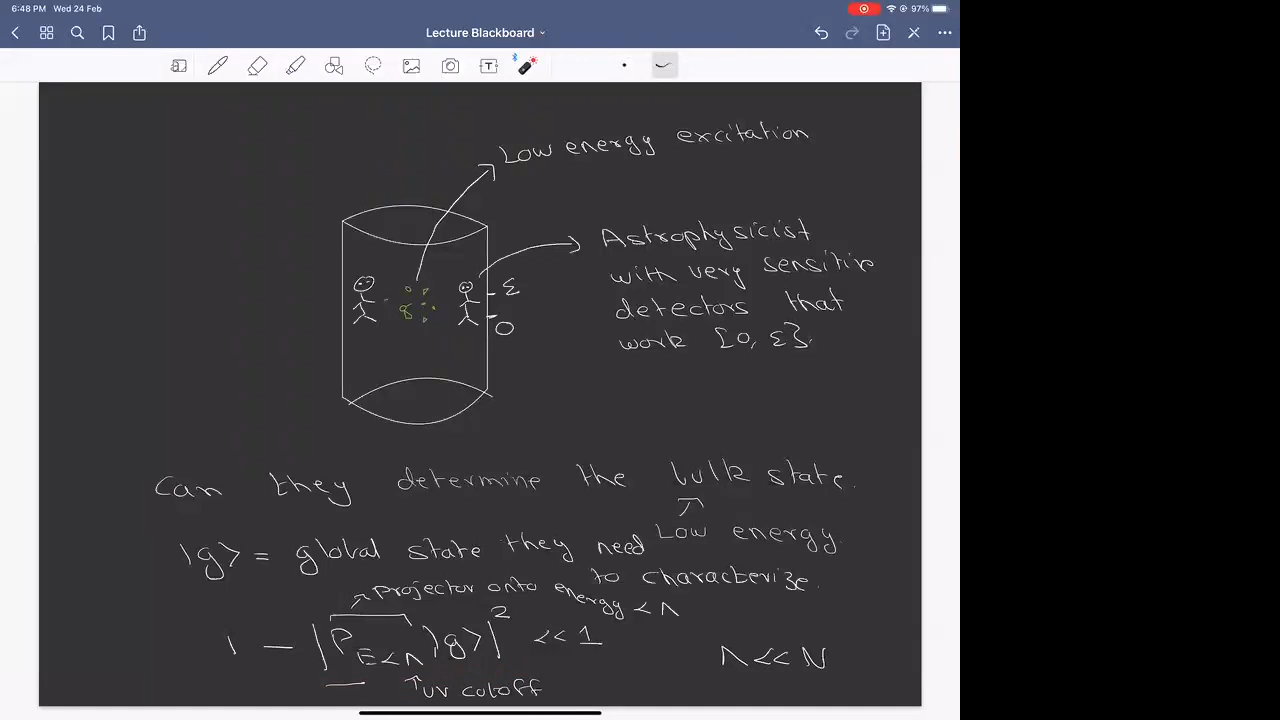 6:48 PM Wed 24 Feb
97%
Lecture Blackboard
T
Low energy excitation
Astrophysicist
with very sensitiv
detectors that
work {0, ε}.
ε
0
8
Can they determine the bulk state.
Low energy.
|g> = global state they need
to characterize.
Projector onto energy < Λ
1 - |P_{E<Λ} |g>|^2 << 1
Λ << N
UV cutoff